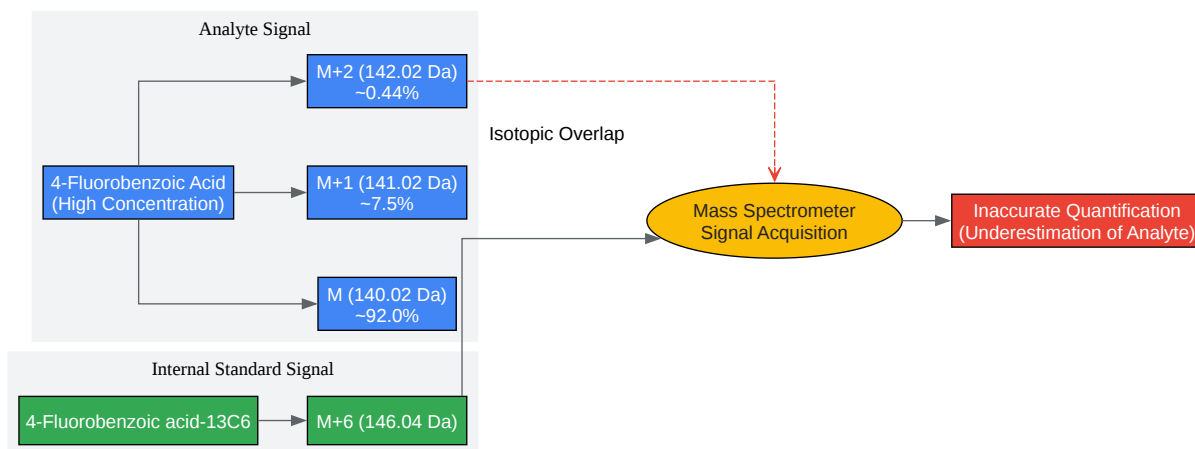 Analyte Signal
M+2 (142.02 Da)
~0.44%
Isotopic Overlap
4-Fluorobenzoic Acid
(High Concentration)
M+1 (141.02 Da)
~7.5%
Mass Spectrometer
Signal Acquisition
Inaccurate Quantification
(Underestimation of Analyte)
M (140.02 Da)
~92.0%
Internal Standard Signal
4-Fluorobenzoic acid-13C6
M+6 (146.04 Da)